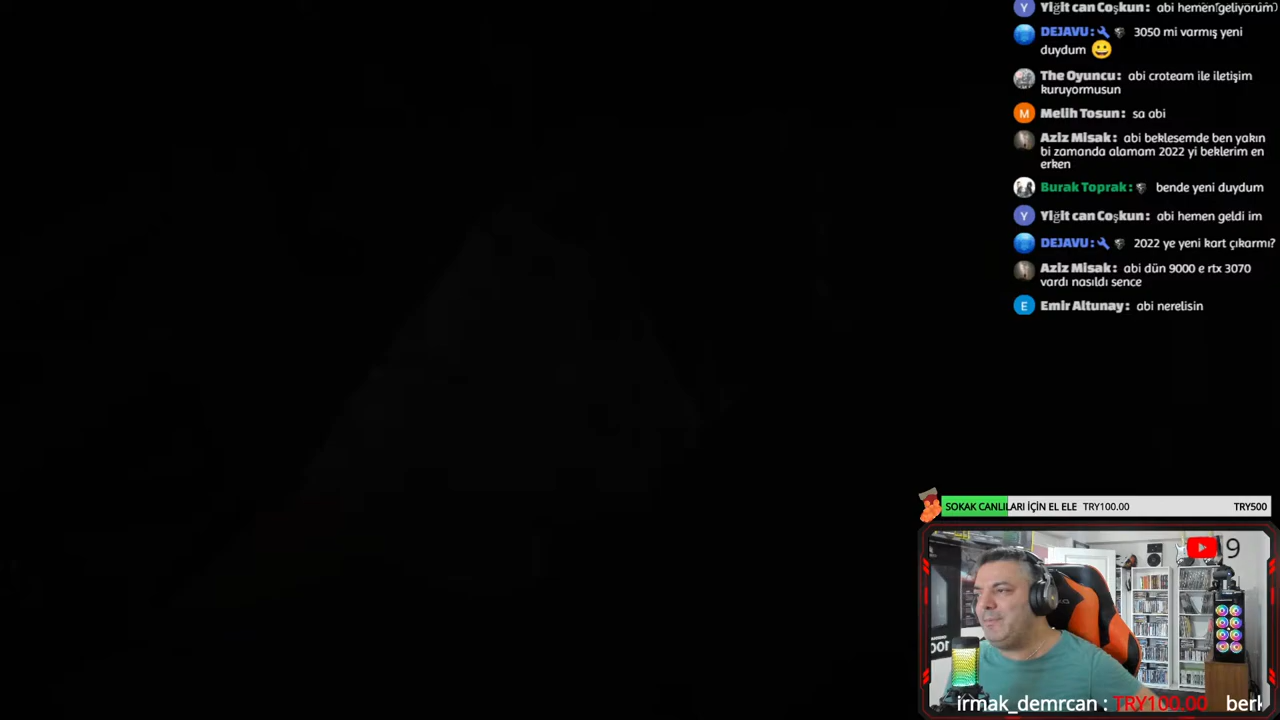 Yiğit can Coşkun: abi hemen geliyorum)
DEJAVU: 3050 mi varmış yeni
duydum
The Oyuncu: abi croteam ile iletişim
kuruyormusun
Melih Tosun: sa abi
Aziz Misak: abi beklesemde ben yakın
bi zamanda alamam 2022 yi beklerim en
erken
Burak Toprak: bende yeni duydum
Yiğit can Coşkun: abi hemen geldi im
DEJAVU: 2022 ye yeni kart çıkarmı?
Aziz Misak: abi dün 9000 e rtx 3070
vardı nasıldı sence
Emir Altunay: abi nerelisin
SOKAK CANLILARI İÇİN EL ELE TRY100.00 TRY500
9
irmak_demrcan : TRY100.00 berk